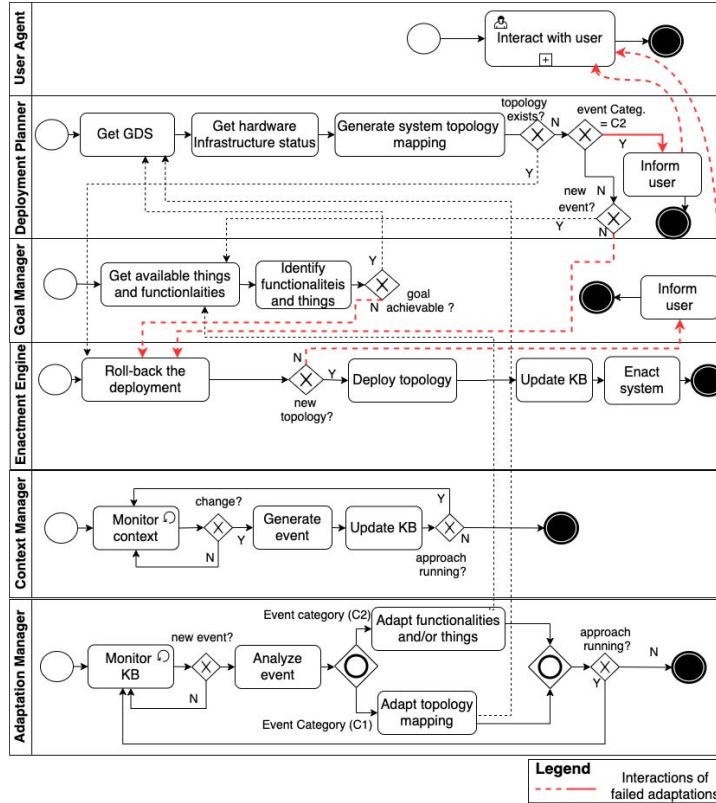 User Agent
Interact with user
Deployment Planner
Get GDS
Get hardware
Infrastructure status
Generate system topology
mapping
topology
exists?
N
Y
event Categ.
= C2
Y
N
Inform
user
new
event?
Y
N
Goal Manager
Get available things
and functionlaities
Identify
functionaliteis
and things
Y
N
goal
achievable ?
Inform
user
Enactment Engine
Roll-back the
deployment
N
Y
new
topology?
Deploy topology
Update KB
Enact
system
Context Manager
Monitor
context
change?
Y
N
Generate
event
Update KB
Y
N
approach
running?
Adaptation Manager
Monitor
KB
new event?
N
Analyze
event
Event category (C2)
Adapt functionalities
and/or things
Event Category (C1)
Adapt topology
mapping
approach
running?
N
Y
Legend
Interactions of
failed adaptations